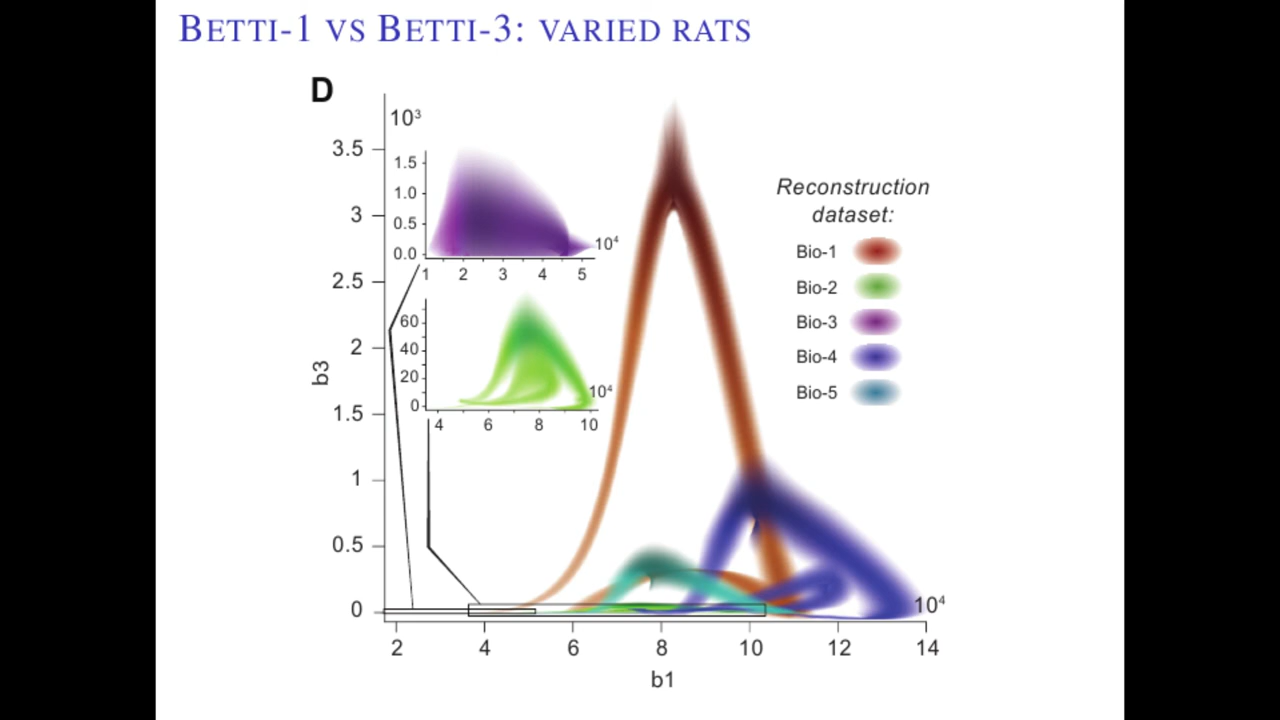 BETTI-1 VS BETTI-3: VARIED RATS
D
10³
3.5
3
2.5
2
1.5
1
0.5
0
b3
2 4 6 8 10 12 14
10⁴
b1
1.5
1.0
0.5
0.0
10⁴
1 2 3 4 5
60
40
20
0
10⁴
4 6 8 10
Reconstruction
dataset:
Bio-1
Bio-2
Bio-3
Bio-4
Bio-5